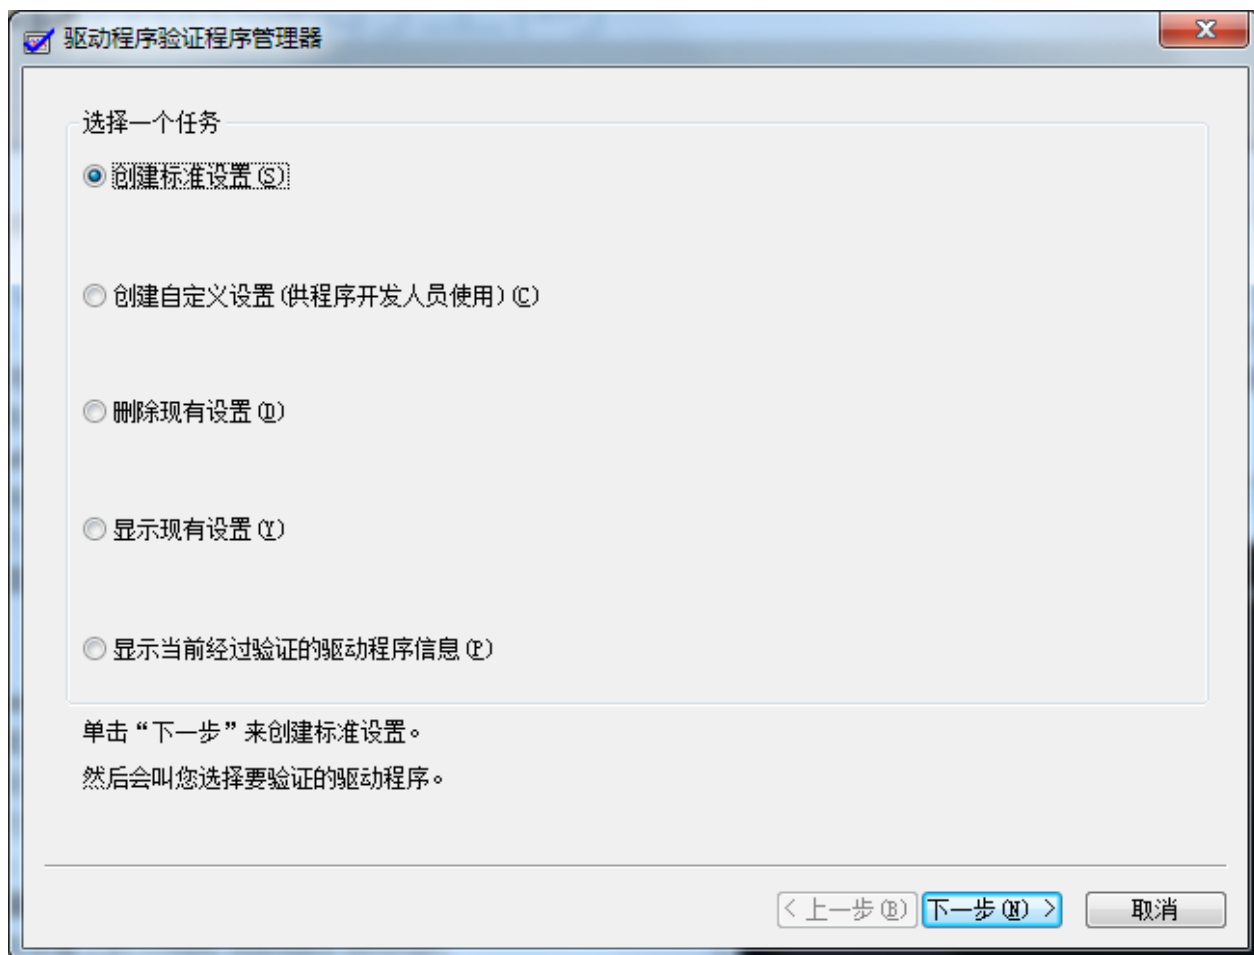 驱动程序验证程序管理器
选择一个任务
创建标准设置(S)
创建自定义设置(供程序开发人员使用)(C)
删除现有设置(D)
显示现有设置(Y)
显示当前经过验证的驱动程序信息(P)
单击“下一步”来创建标准设置。
然后会叫您选择要验证的驱动程序。
< 上一步(B) 下一步(N) > 取消